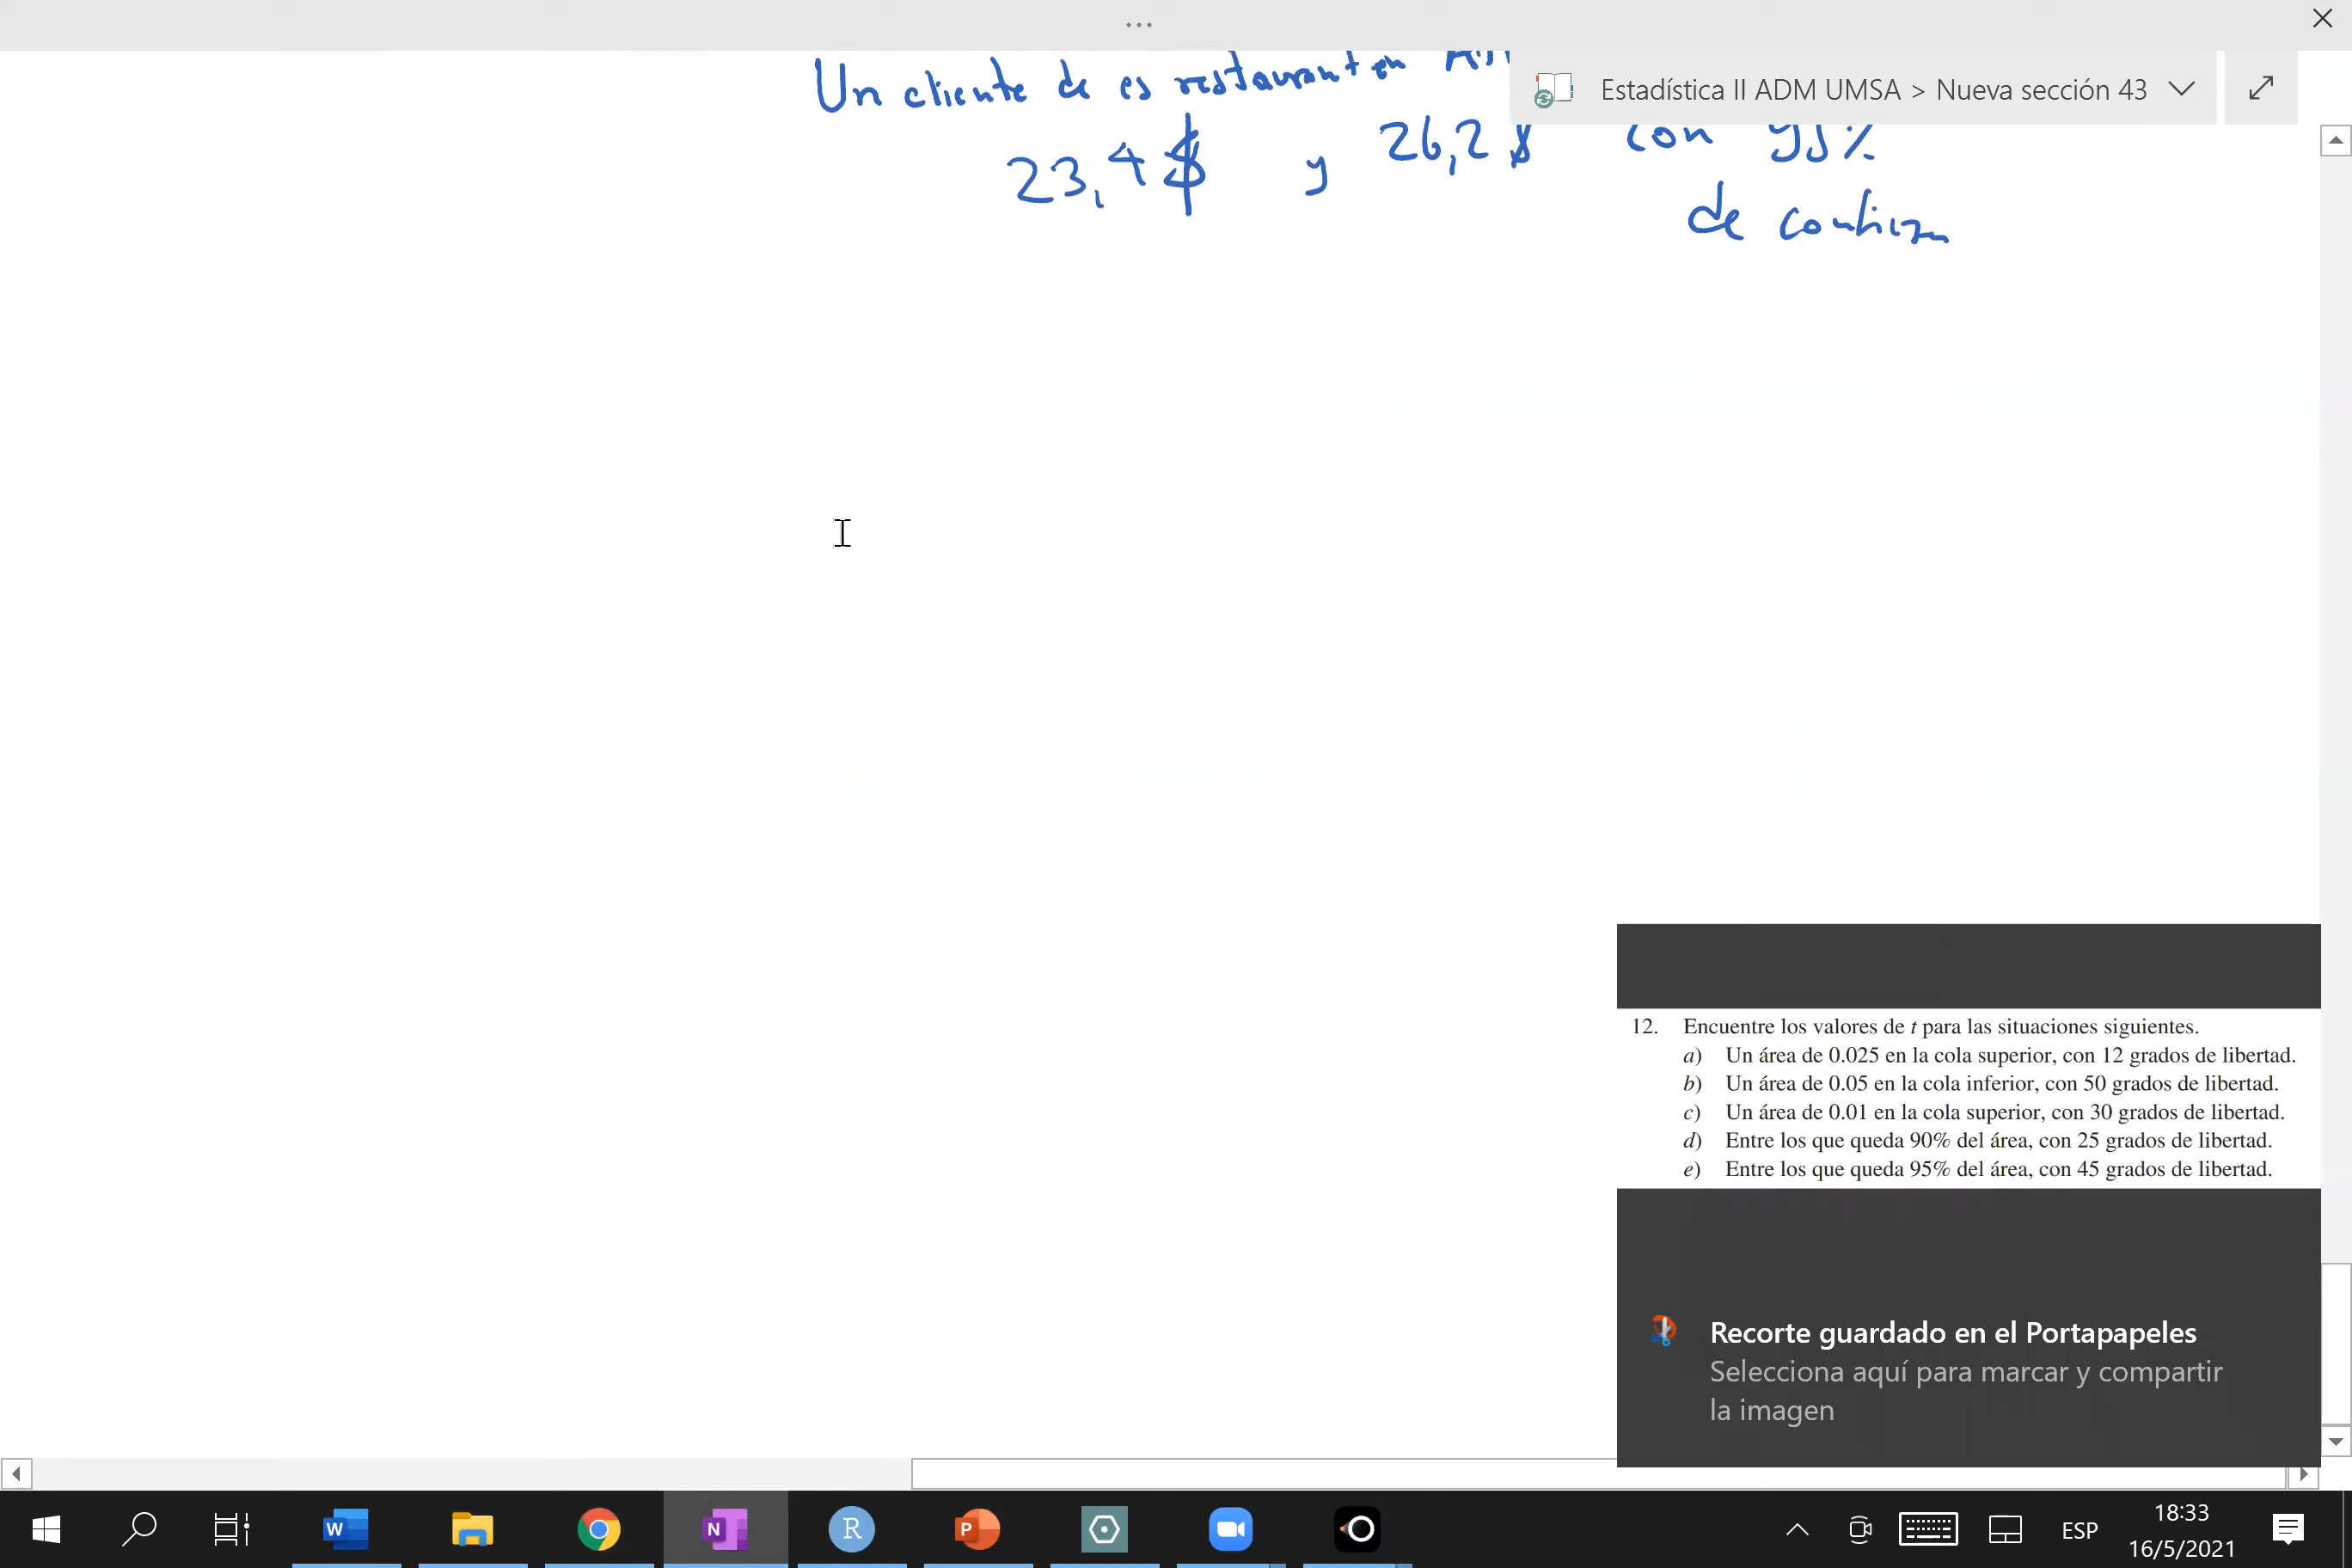 Un cliente de es restaurant en
Estadística II ADM UMSA > Nueva sección 43
23,4 $ y 26,2 $ con 95%
de confianza
12. Encuentre los valores de t para las situaciones siguientes.
a) Un área de 0.025 en la cola superior, con 12 grados de libertad.
b) Un área de 0.05 en la cola inferior, con 50 grados de libertad.
c) Un área de 0.01 en la cola superior, con 30 grados de libertad.
d) Entre los que queda 90% del área, con 25 grados de libertad.
e) Entre los que queda 95% del área, con 45 grados de libertad.
Recorte guardado en el Portapapeles
Selecciona aquí para marcar y compartir
la imagen
ESP
18:33
16/5/2021